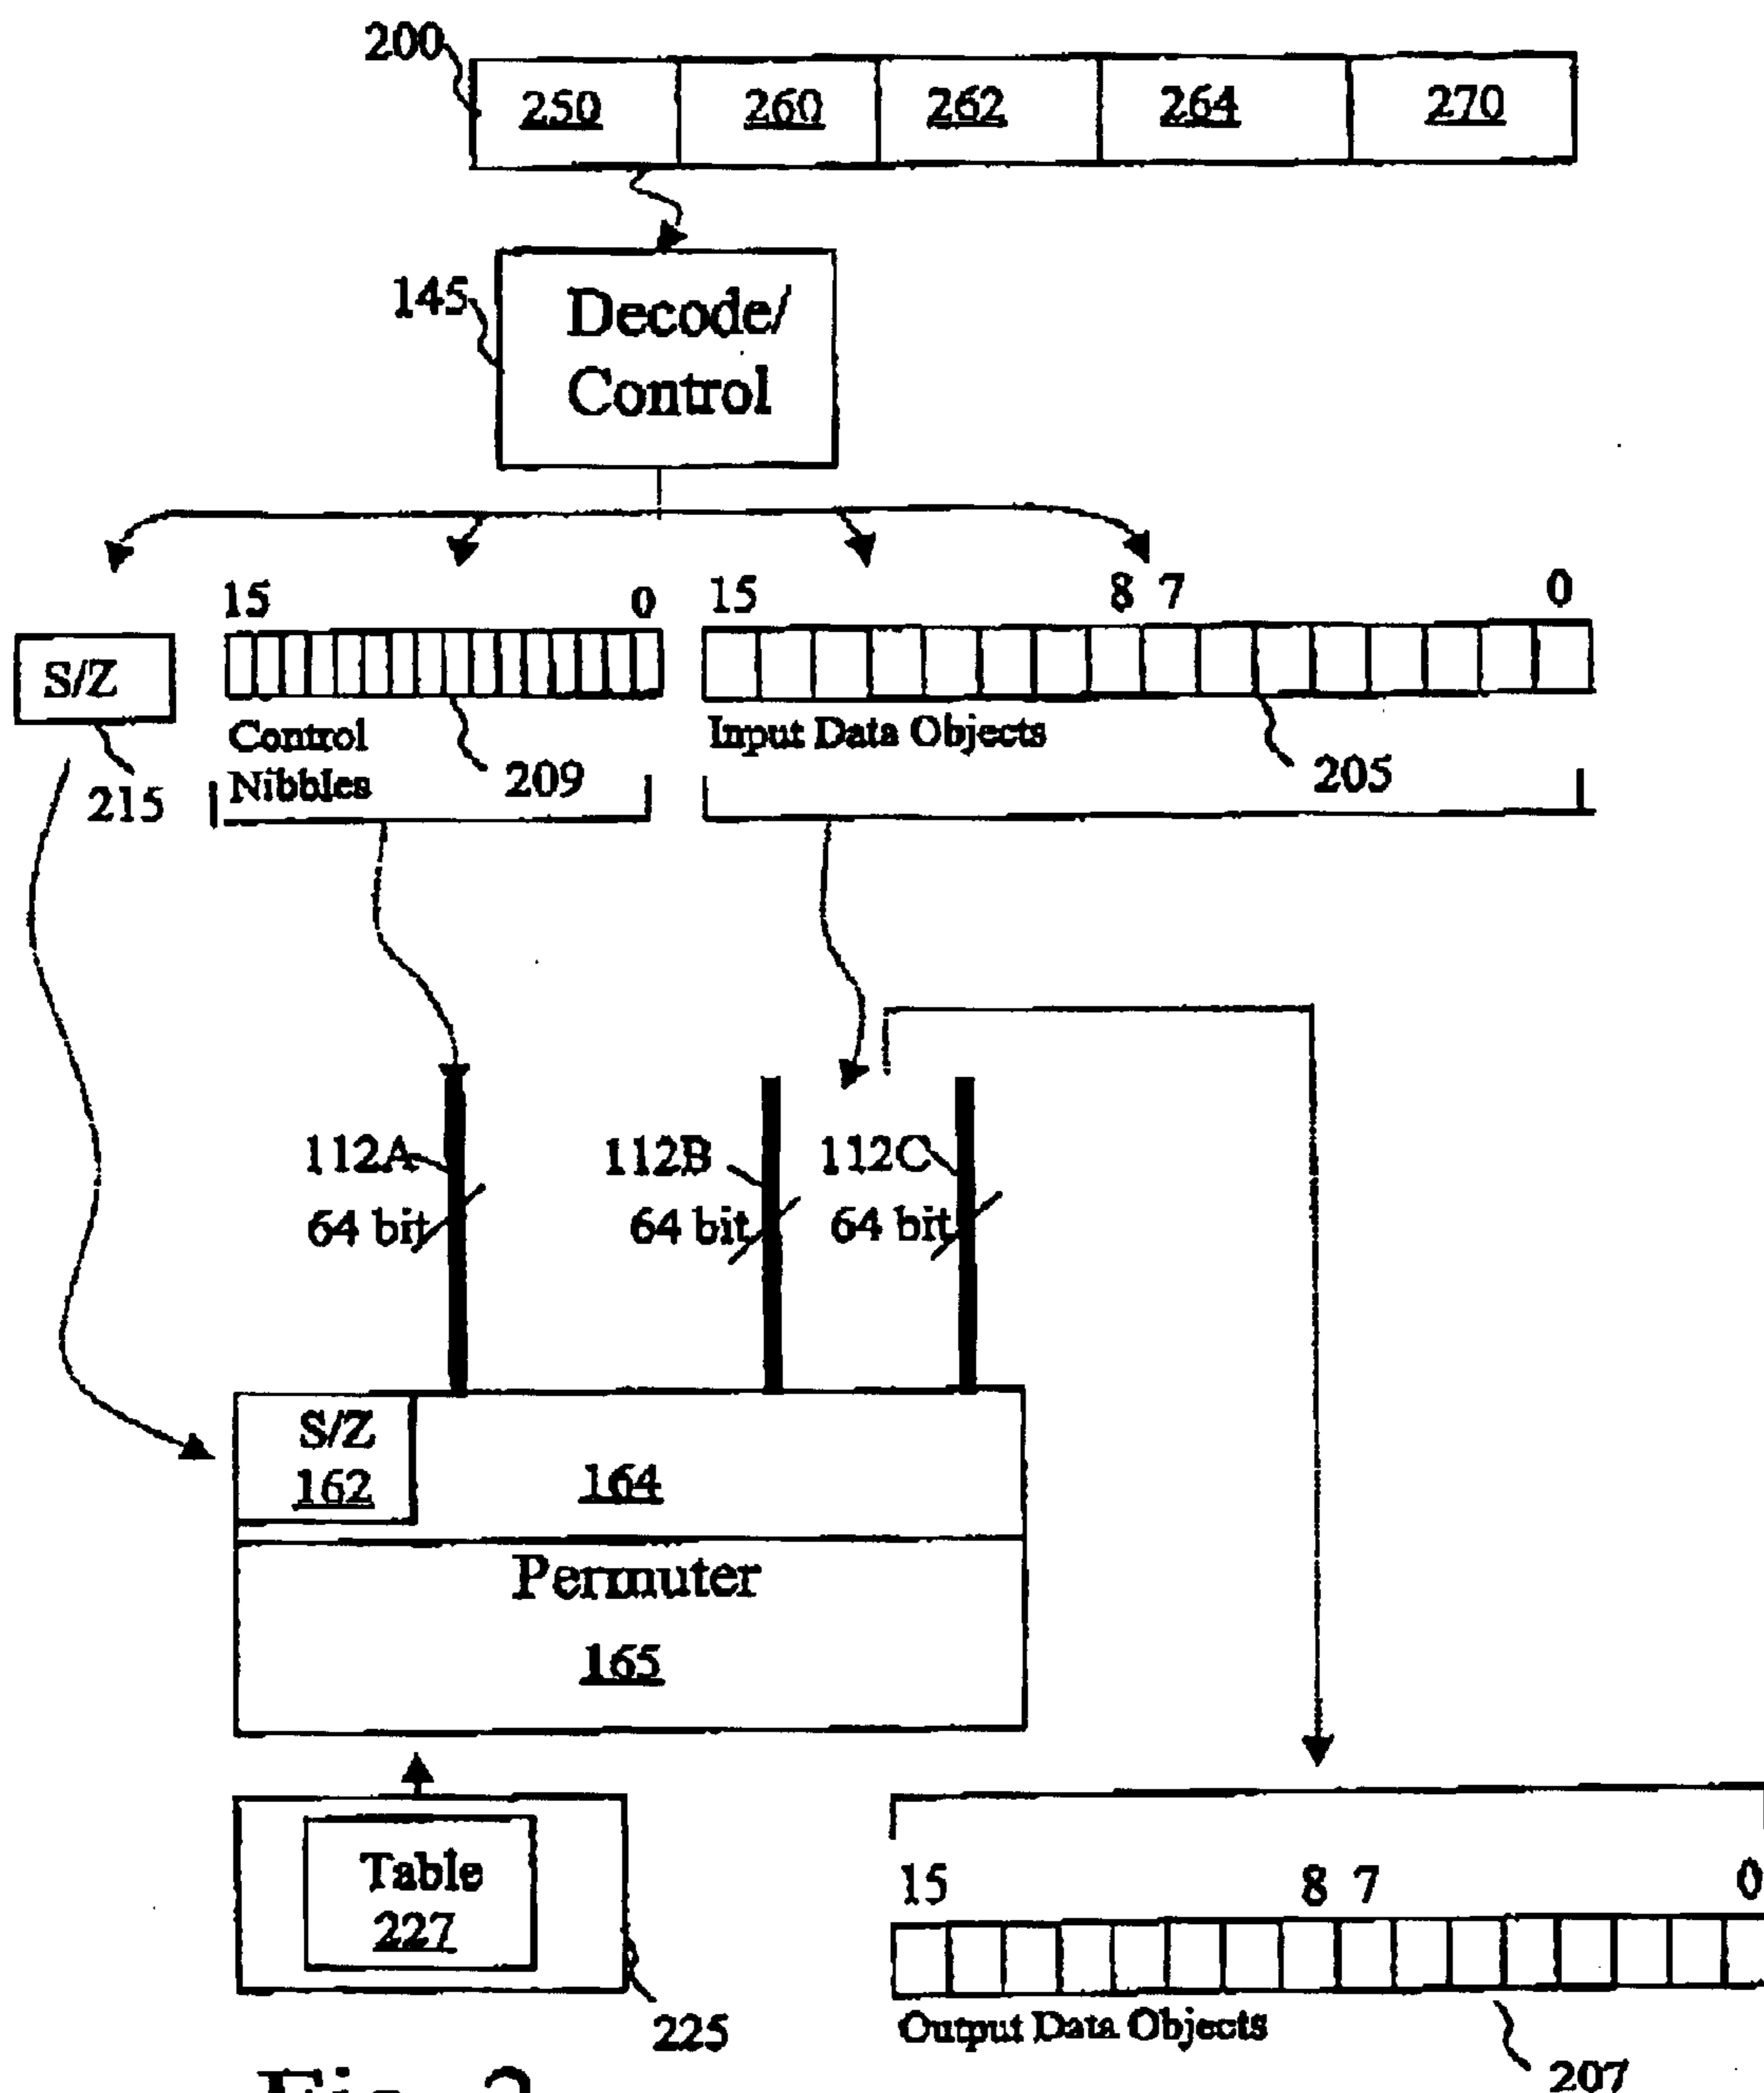 200
250 260 262 264 270
145
Decode/
Control
15 0 15 8 7 0
S/Z
Control
Nibbles
Input Data Objects
215
209
205
112A
64 bit
112B
64 bit
112C
64 bit
S/Z
162
164
Permuter
165
Table
227
225
15 8 7 0
Output Data Objects
207